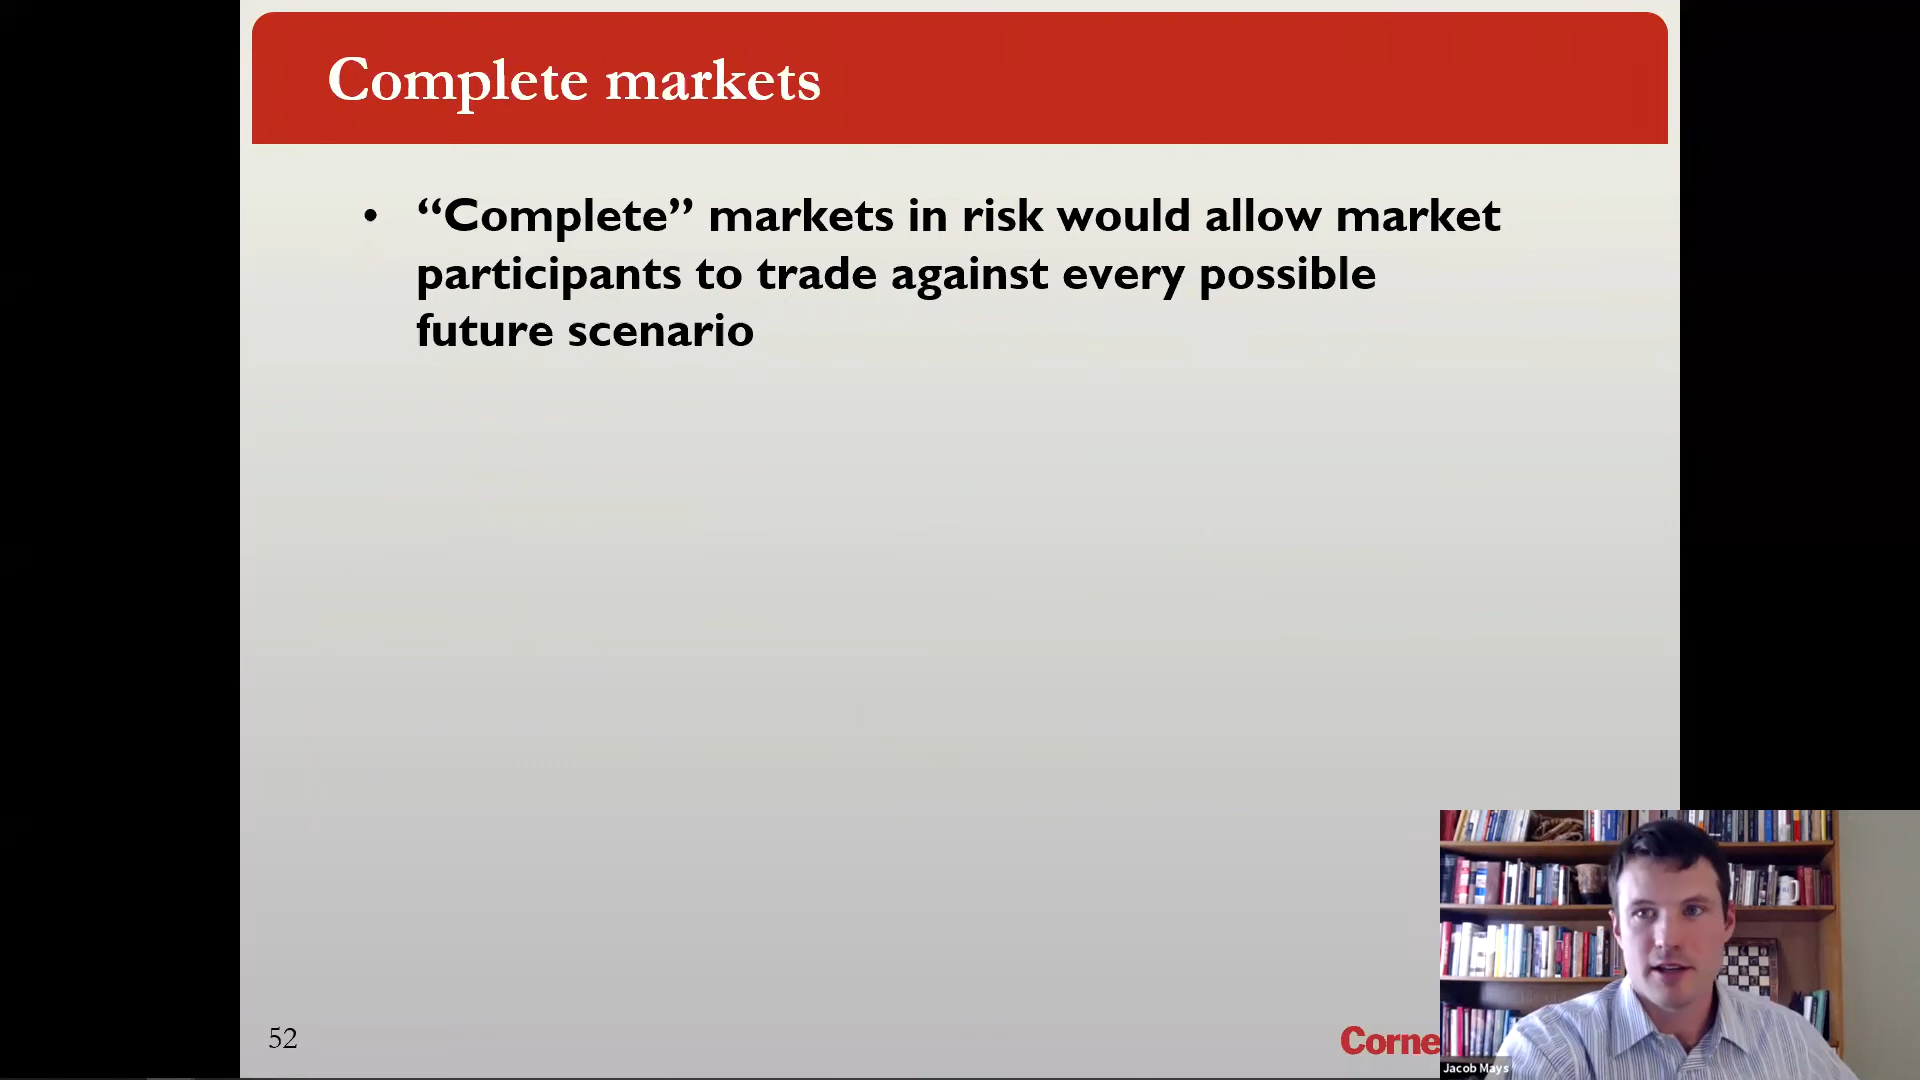 Complete markets
• “Complete” markets in risk would allow market
participants to trade against every possible
future scenario
52
Corne
Jacob Mays